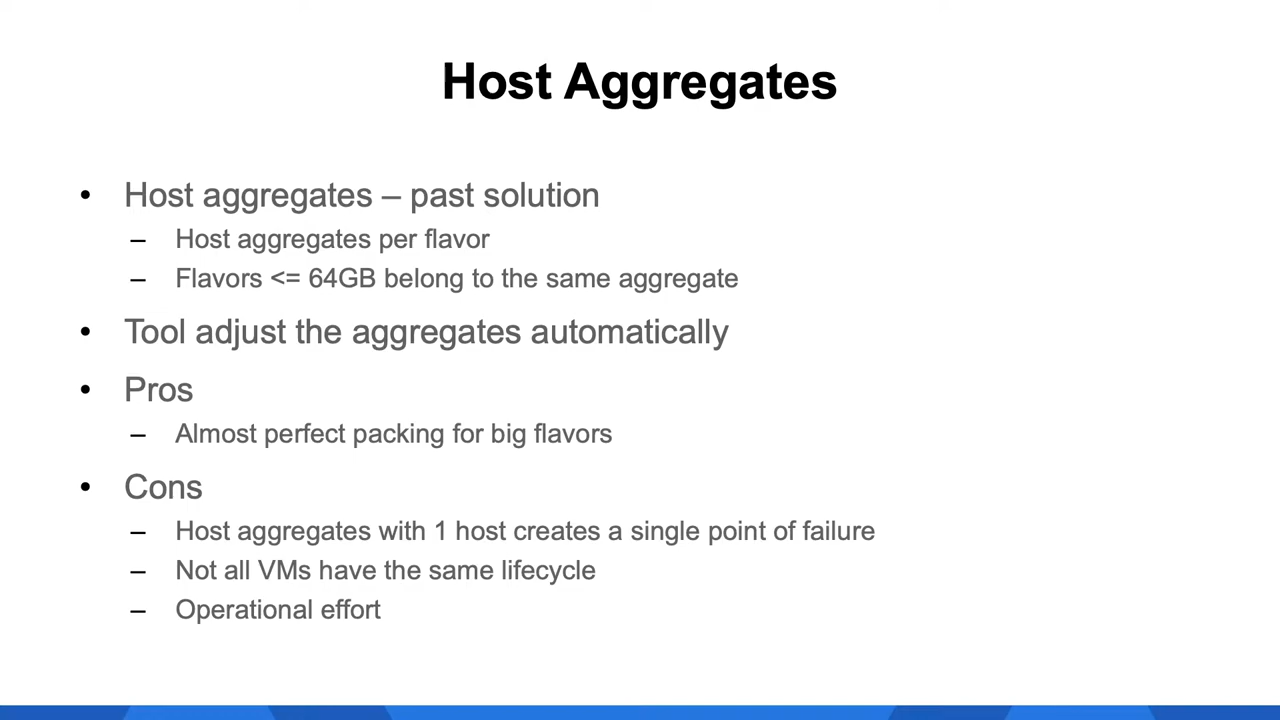 Host Aggregates
• Host aggregates – past solution
– Host aggregates per flavor
– Flavors <= 64GB belong to the same aggregate
• Tool adjust the aggregates automatically
• Pros
– Almost perfect packing for big flavors
• Cons
– Host aggregates with 1 host creates a single point of failure
– Not all VMs have the same lifecycle
– Operational effort